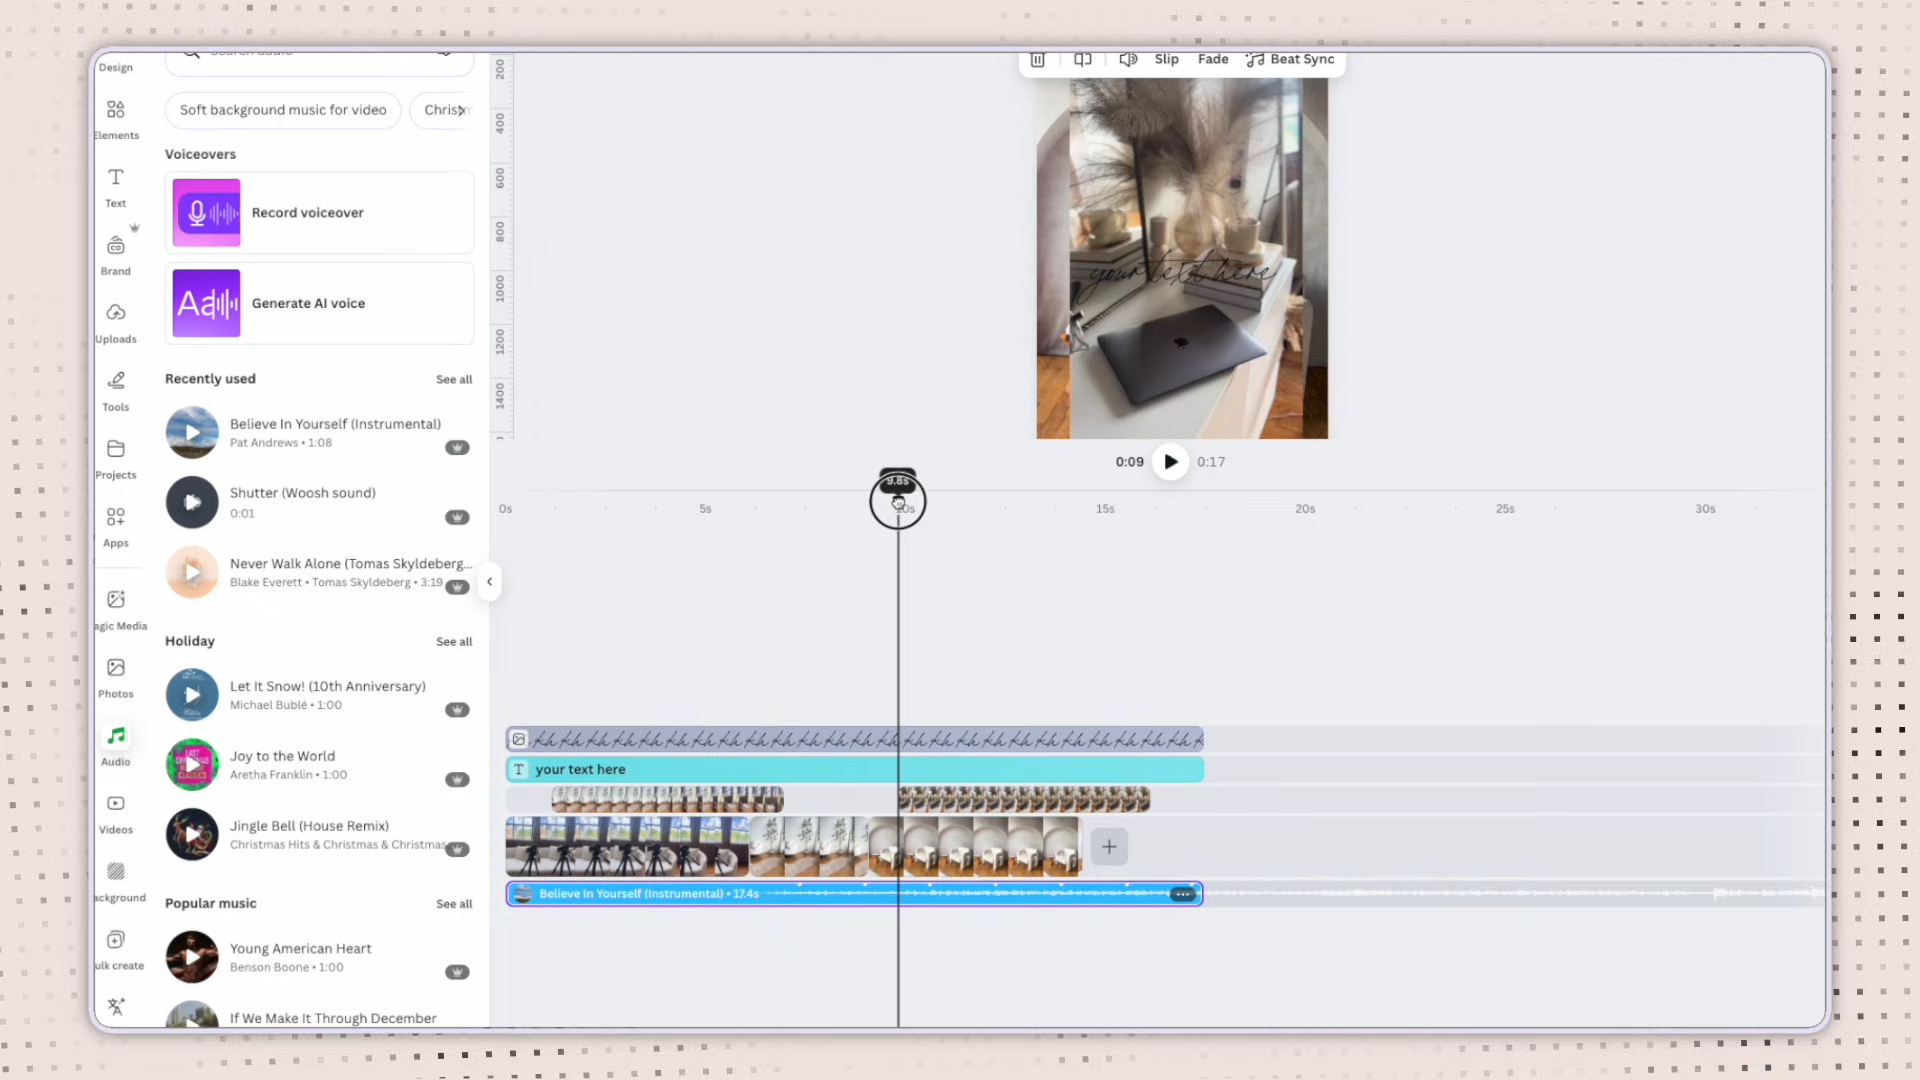 Design
Elements
Text
Brand
Uploads
Tools
Projects
Apps
agic Media
Photos
Audio
Videos
ackground
ulk create
Soft background music for video
Christm
Voiceovers
Record voiceover
Generate AI voice
Recently used
See all
Believe In Yourself (Instrumental)
Pat Andrews • 1:08
Shutter (Woosh sound)
0:01
Never Walk Alone (Tomas Skyldeberg...
Blake Everett • Tomas Skyldeberg • 3:19
Holiday
See all
Let It Snow! (10th Anniversary)
Michael Bublé • 1:00
Joy to the World
Aretha Franklin • 1:00
Jingle Bell (House Remix)
Christmas Hits & Christmas & Christmas
Popular music
See all
Young American Heart
Benson Boone • 1:00
If We Make It Through December
200
400
600
800
1000
1200
1400
Slip
Fade
Beat Sync
your text here
0:09
0:17
9.8s
0s
5s
10s
15s
20s
25s
30s
your text here
Believe In Yourself (Instrumental) • 17.4s